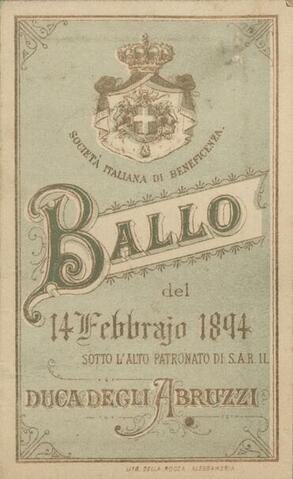 SOCIETÀ ITALIANA DI BENEFICENZA.
BALLO
del
14 Febbrajo 1894
SOTTO L'ALTO PATRONATO DI S.A.R. IL
DUCA DEGLI ABRUZZI
LITO. DELLA ROCCA. ALESSANDRIA